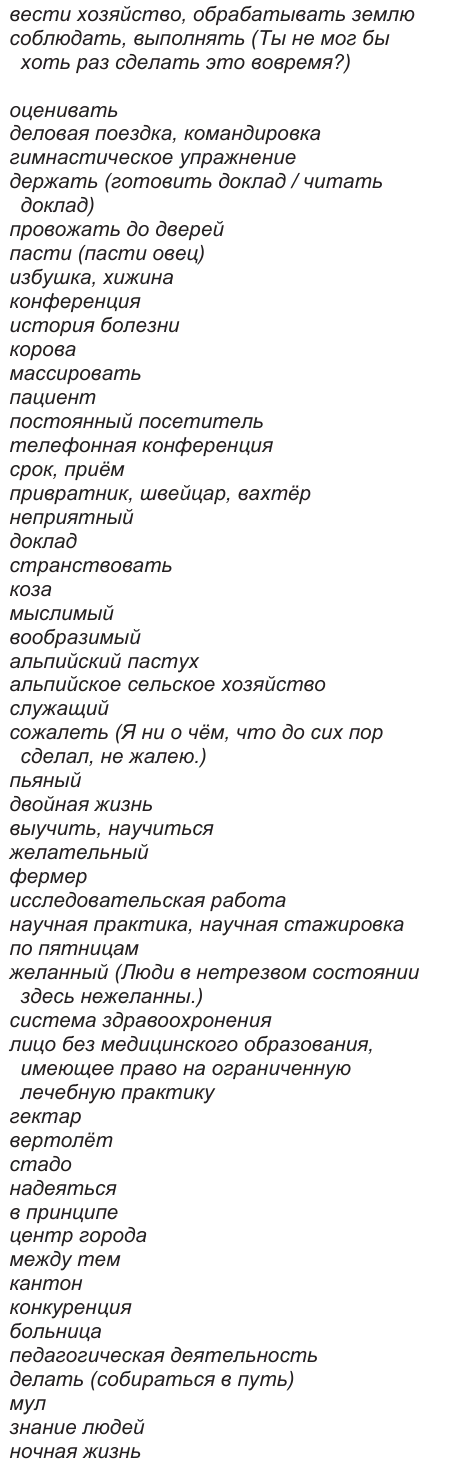 вести хозяйство, обрабатывать землю
соблюдать, выполнять (Ты не мог бы
хоть раз сделать это вовремя?)
оценивать
деловая поездка, командировка
гимнастическое упражнение
держать (готовить доклад / читать
доклад)
провожать до дверей
пасти (пасти овец)
избушка, хижина
конференция
история болезни
корова
массировать
пациент
постоянный посетитель
телефонная конференция
срок, приём
привратник, швейцар, вахтёр
неприятный
доклад
странствовать
коза
мыслимый
вообразимый
альпийский пастух
альпийское сельское хозяйство
служащий
сожалеть (Я ни о чём, что до сих пор
сделал, не жалею.)
пьяный
двойная жизнь
выучить, научиться
желательный
фермер
исследовательская работа
научная практика, научная стажировка
по пятницам
желанный (Люди в нетрезвом состоянии
здесь нежеланны.)
система здравоохронения
лицо без медицинского образования,
имеющее право на ограниченную
лечебную практику
гектар
вертолёт
стадо
надеяться
в принципе
центр города
между тем
кантон
конкуренция
больница
педагогическая деятельность
делать (собираться в путь)
мул
знание людей
ночная жизнь